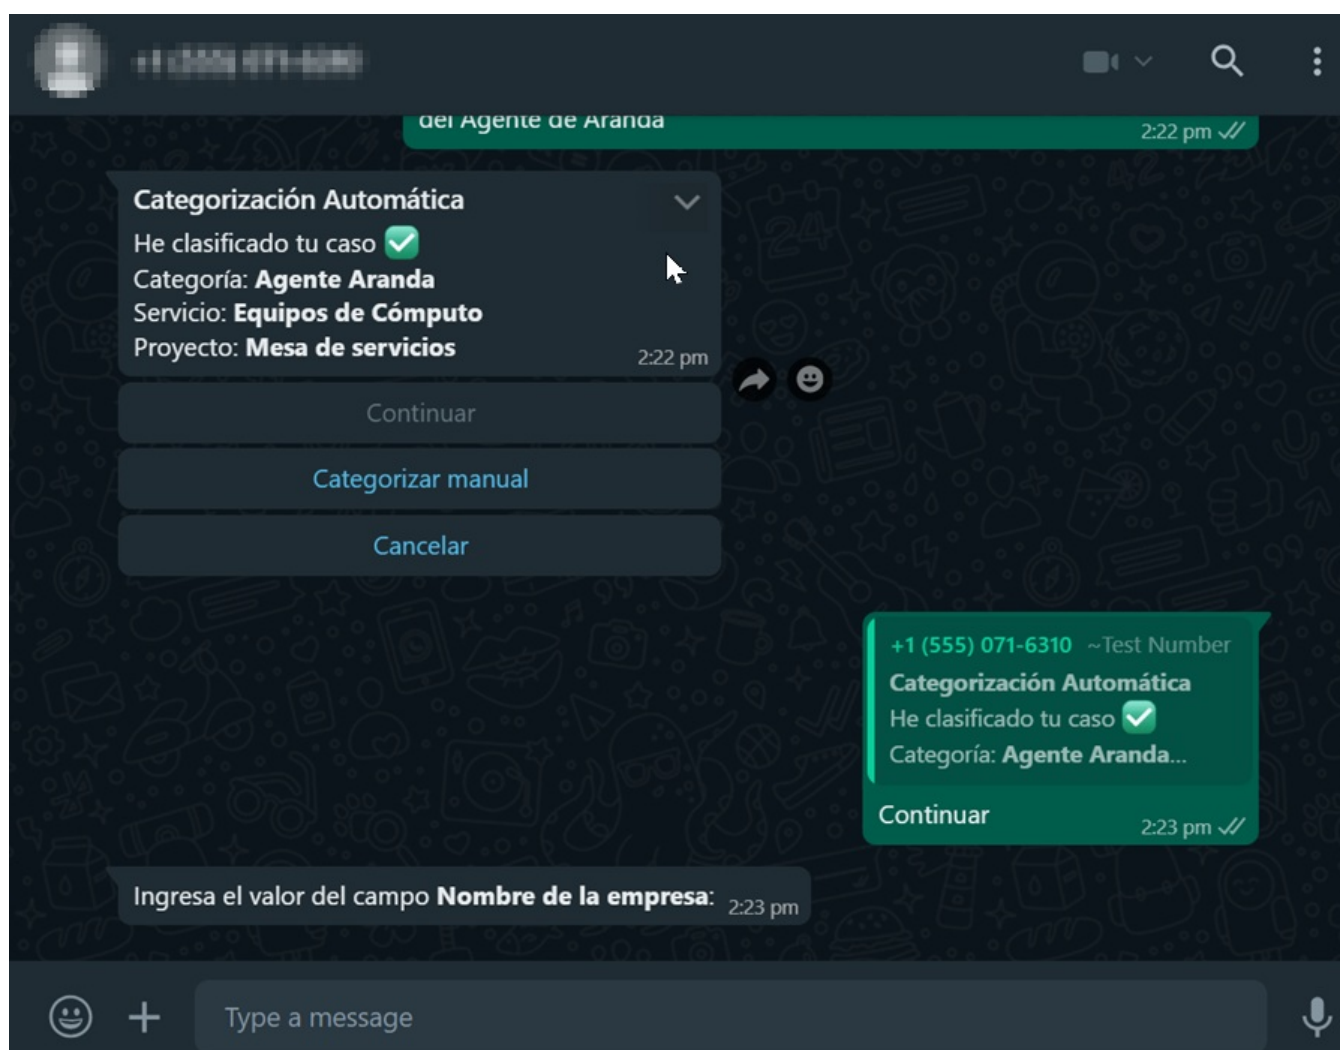 del Agente de Aranda
2:22 pm
Categorización Automática
He clasificado tu caso ✅
Categoría: Agente Aranda
Servicio: Equipos de Cómputo
Proyecto: Mesa de servicios
2:22 pm
Continuar
Categorizar manual
Cancelar
+1 (555) 071-6310 ~Test Number
Categorización Automática
He clasificado tu caso ✅
Categoría: Agente Aranda...
Continuar
2:23 pm
Ingresa el valor del campo Nombre de la empresa: 2:23 pm
Type a message